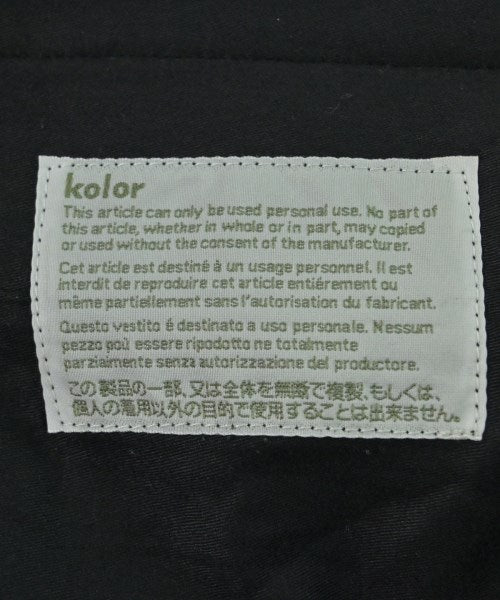 kolor
This article can only be used personal use. No part of
this article, whether in whole or in part, may copied
or used without the consent of the manufacturer.
Cet article est destiné à un usage personnel. Il est
interdit de reproduire cet article entiérement ou
même partiellement sans l'autorisation du fabricant.
Questo vestito é destinato a uso personale. Nessum
pezzo poü essere ripodotto ne totalmente
parzialmente senza autorizzazione del produttore.
この製品の一部、又は全体を無断で複製、もしくは、
個人の着用以外の目的で使用することは出来ません。